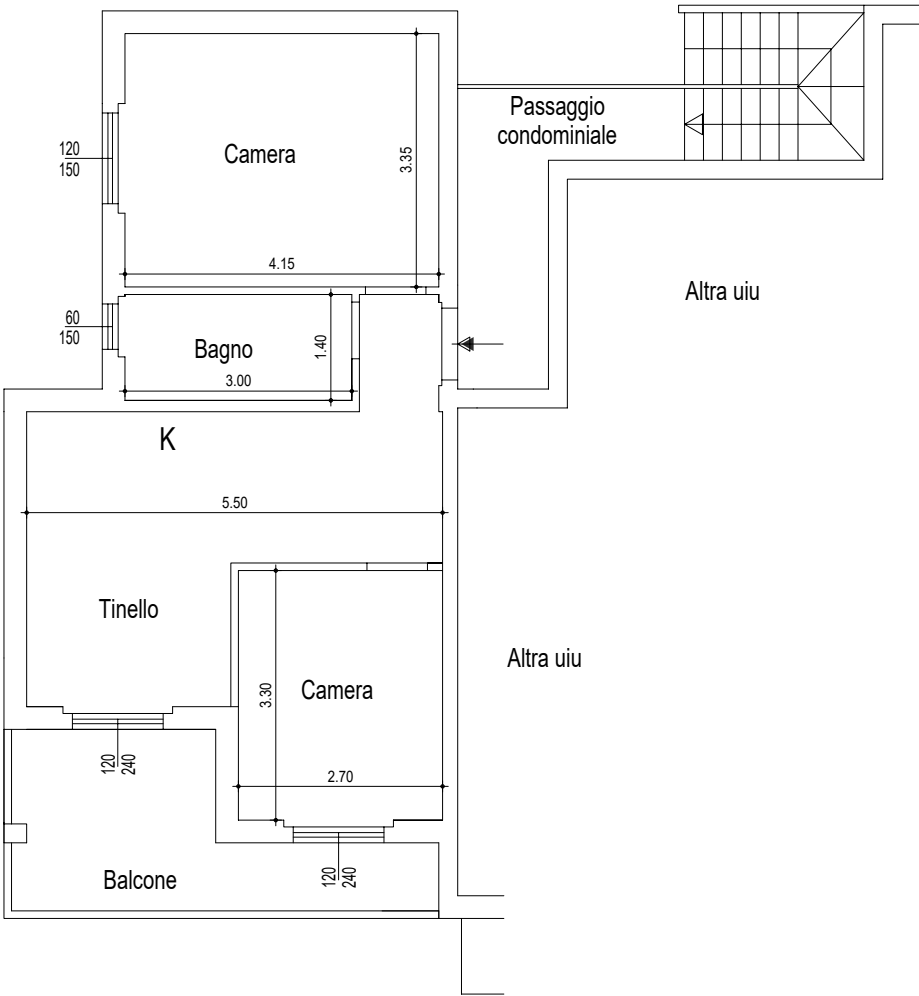 Passaggio
condominiale
120
150
Camera
3.35
4.15
Altra uiu
60
150
Bagno
1.40
3.00
K
5.50
Tinello
Altra uiu
3.30
Camera
2.70
120
240
Balcone
120
240